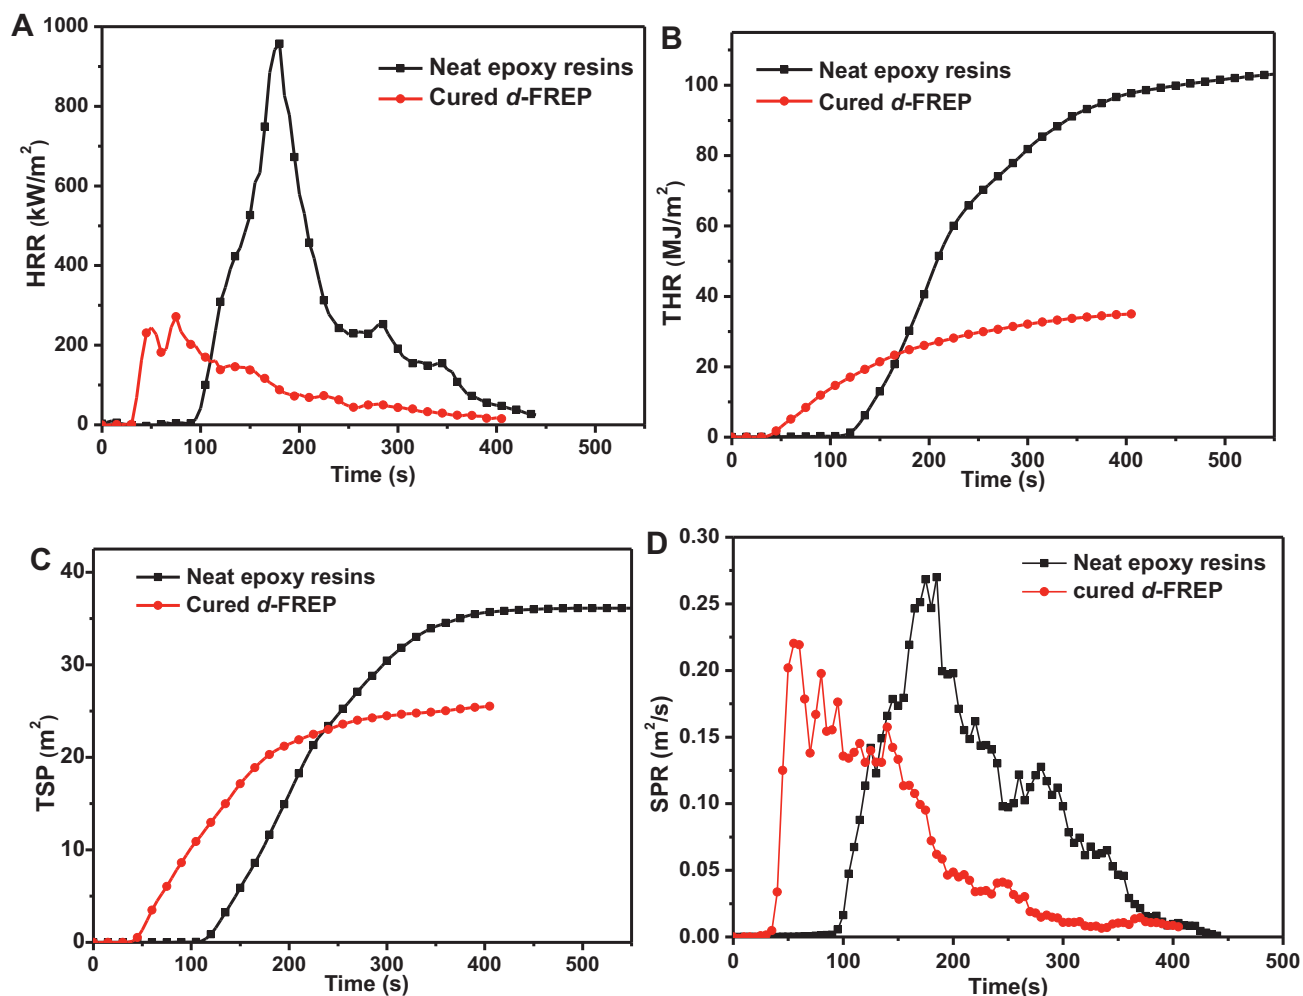 A
HRR (kW/m²)
1000
800
600
400
200
0
Neat epoxy resins
Cured d-FREP
0 100 200 300 400 500
Time (s)
B
THR (MJ/m²)
100
80
60
40
20
0
Neat epoxy resins
Cured d-FREP
0 100 200 300 400 500
Time (s)
C
TSP (m²)
40
30
20
10
0
Neat epoxy resins
Cured d-FREP
0 100 200 300 400 500
Time (s)
D
SPR (m²/s)
0.30
0.25
0.20
0.15
0.10
0.05
0.00
Neat epoxy resins
cured d-FREP
0 100 200 300 400 500
Time(s)